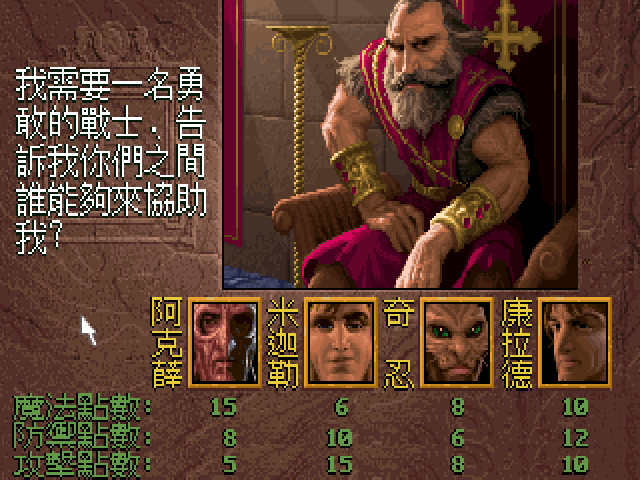 我需要一名勇
敢的戰士．告
訴我你們之間
誰能夠來協助
我?
阿克薛 米迦勒 奇忍 康拉德
魔法點數: 15 6 8 10
防禦點數: 8 10 6 12
攻擊點數: 5 15 8 10